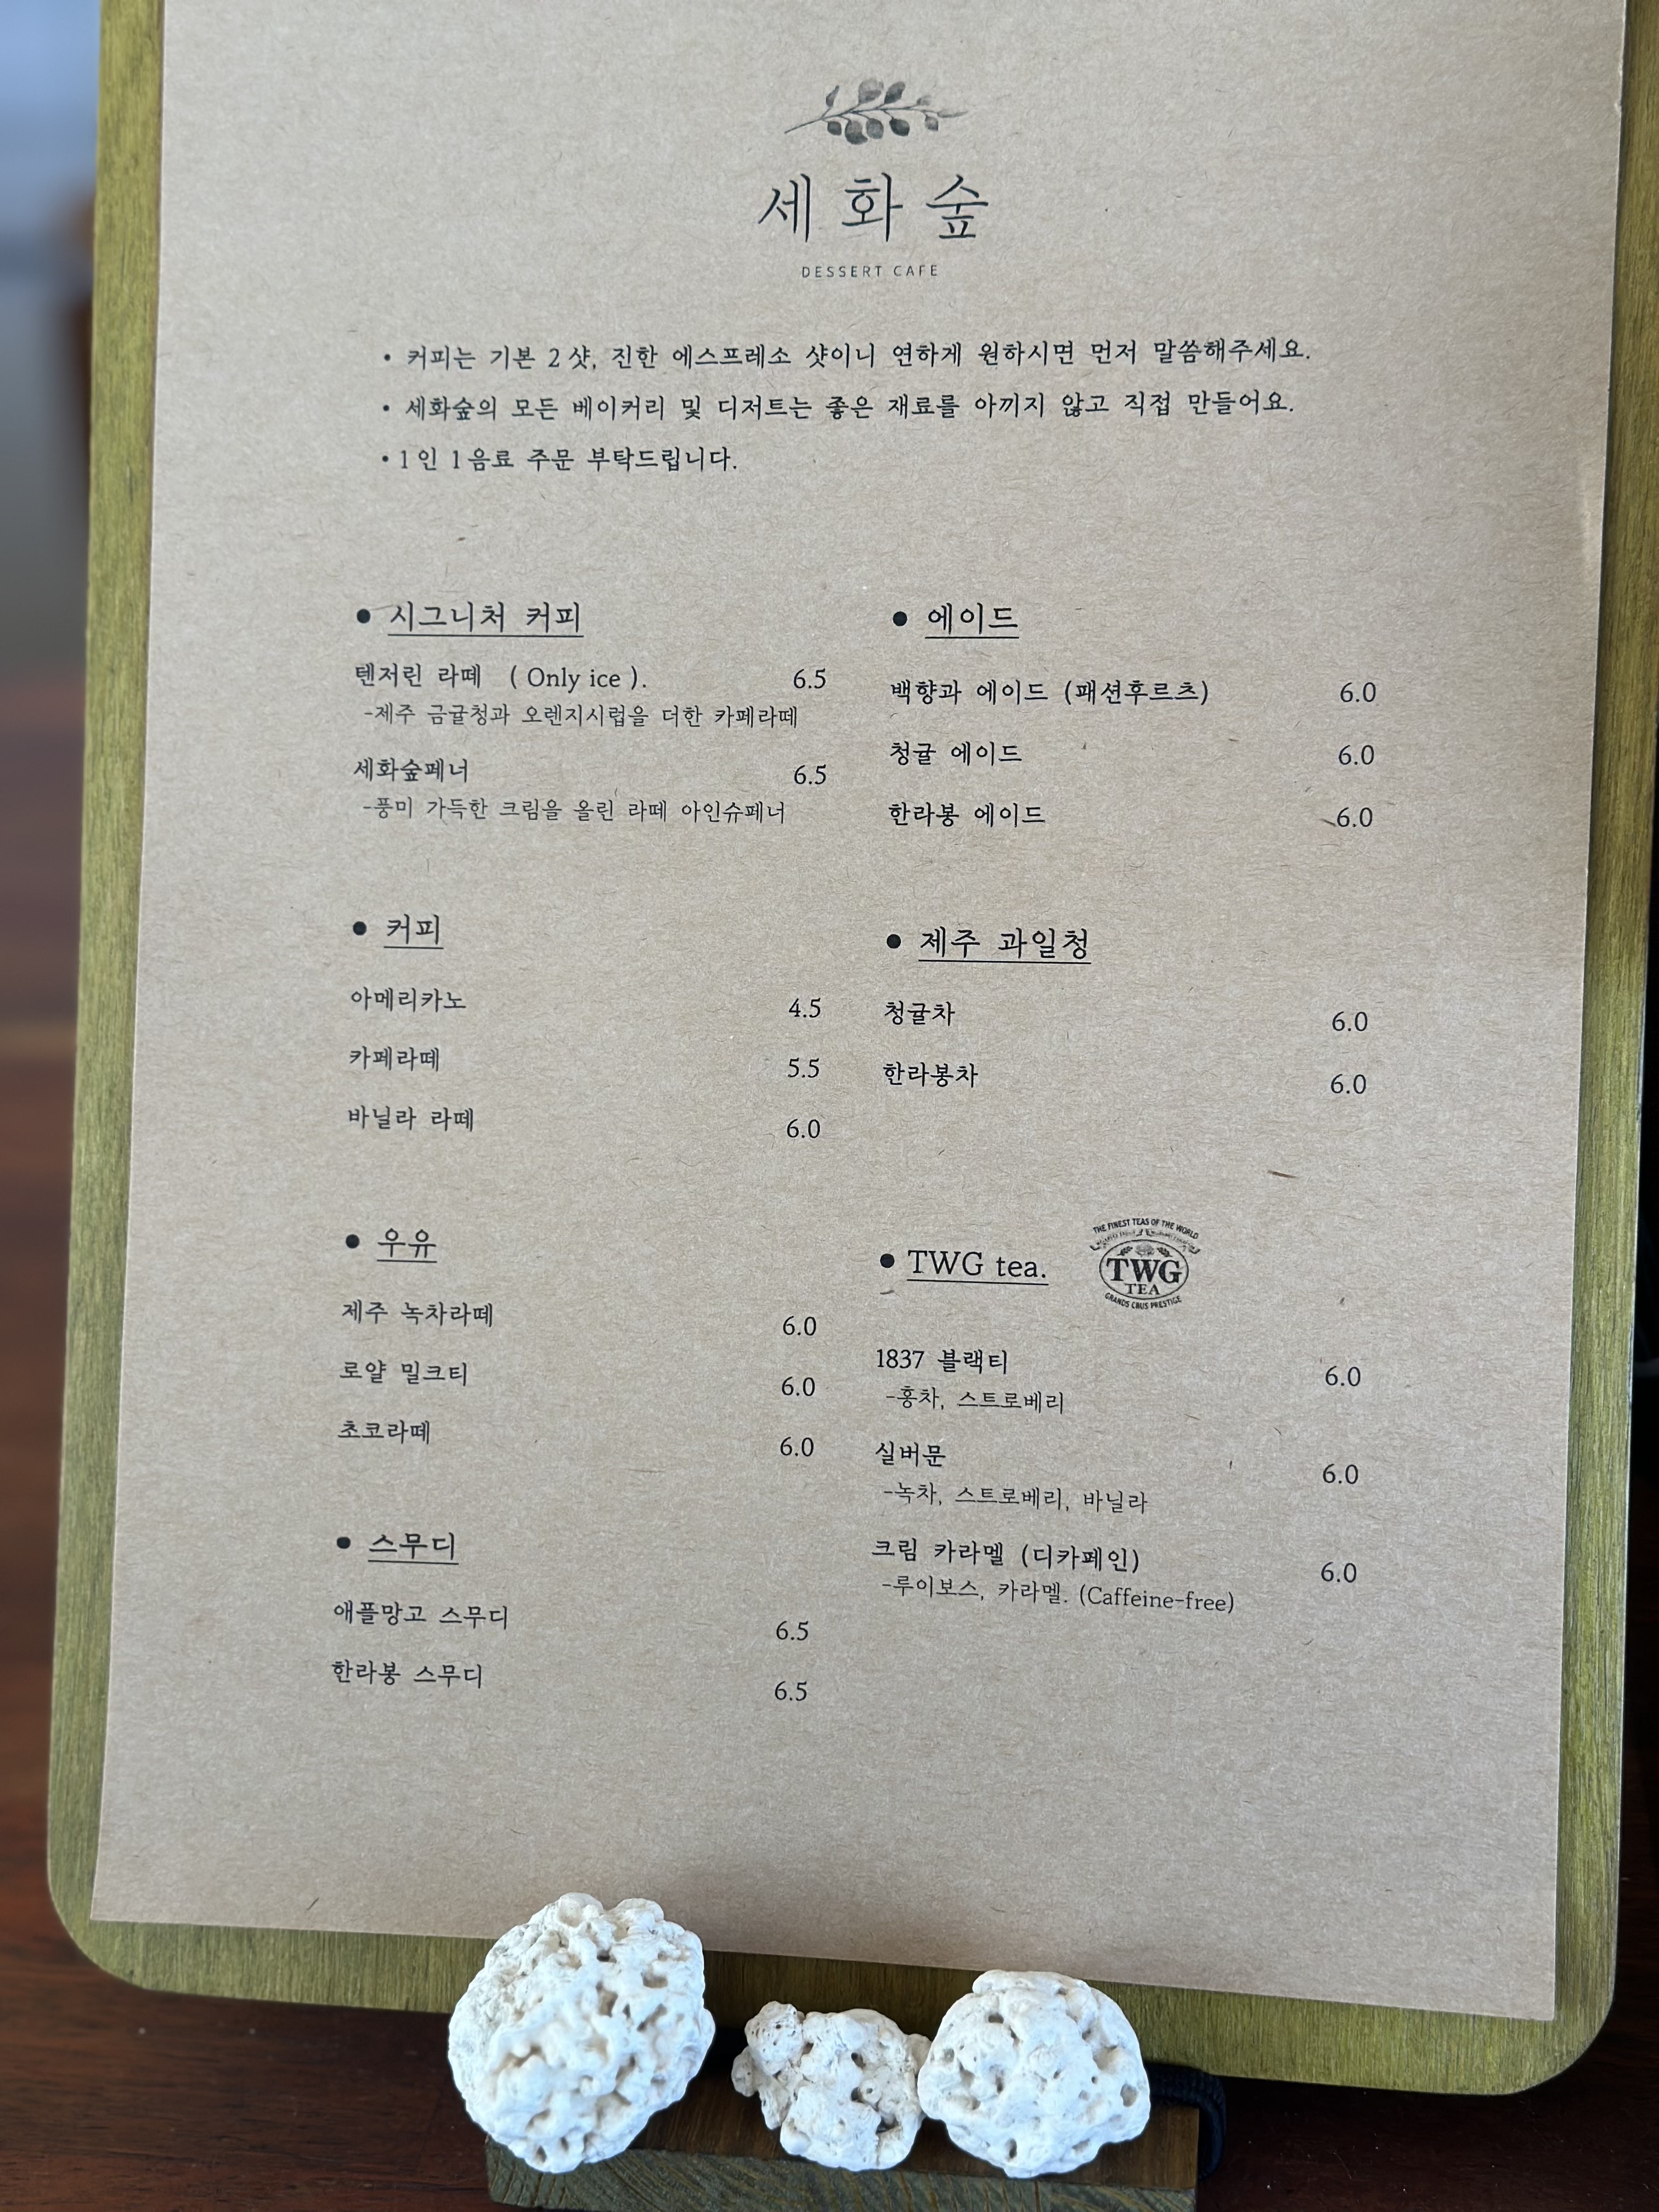 세화숲
DESSERT CAFE
• 커피는 기본 2샷, 진한 에스프레소 샷이니 연하게 원하시면 먼저 말씀해주세요.
• 세화숲의 모든 베이커리 및 디저트는 좋은 재료를 아끼지 않고 직접 만들어요.
• 1인 1음료 주문 부탁드립니다.
• 시그니처 커피
텐저린 라떼 ( Only ice ). 6.5
-제주 금귤청과 오렌지시럽을 더한 카페라떼
세화숲페너 6.5
-풍미 가득한 크림을 올린 라떼 아인슈페너
• 커피
아메리카노 4.5
카페라떼 5.5
바닐라 라떼 6.0
• 우유
제주 녹차라떼 6.0
로얄 밀크티 6.0
초코라떼 6.0
• 스무디
애플망고 스무디 6.5
한라봉 스무디 6.5
• 에이드
백향과 에이드 (패션후르츠) 6.0
청귤 에이드 6.0
한라봉 에이드 6.0
• 제주 과일청
청귤차 6.0
한라봉차 6.0
• TWG tea.
THE FINEST TEAS OF THE WORLD
TWG
TEA
GRANDS CRUS PRESTIGE
1837 블랙티 6.0
-홍차, 스트로베리
실버문 6.0
-녹차, 스트로베리, 바닐라
크림 카라멜 (디카페인) 6.0
-루이보스, 카라멜. (Caffeine-free)